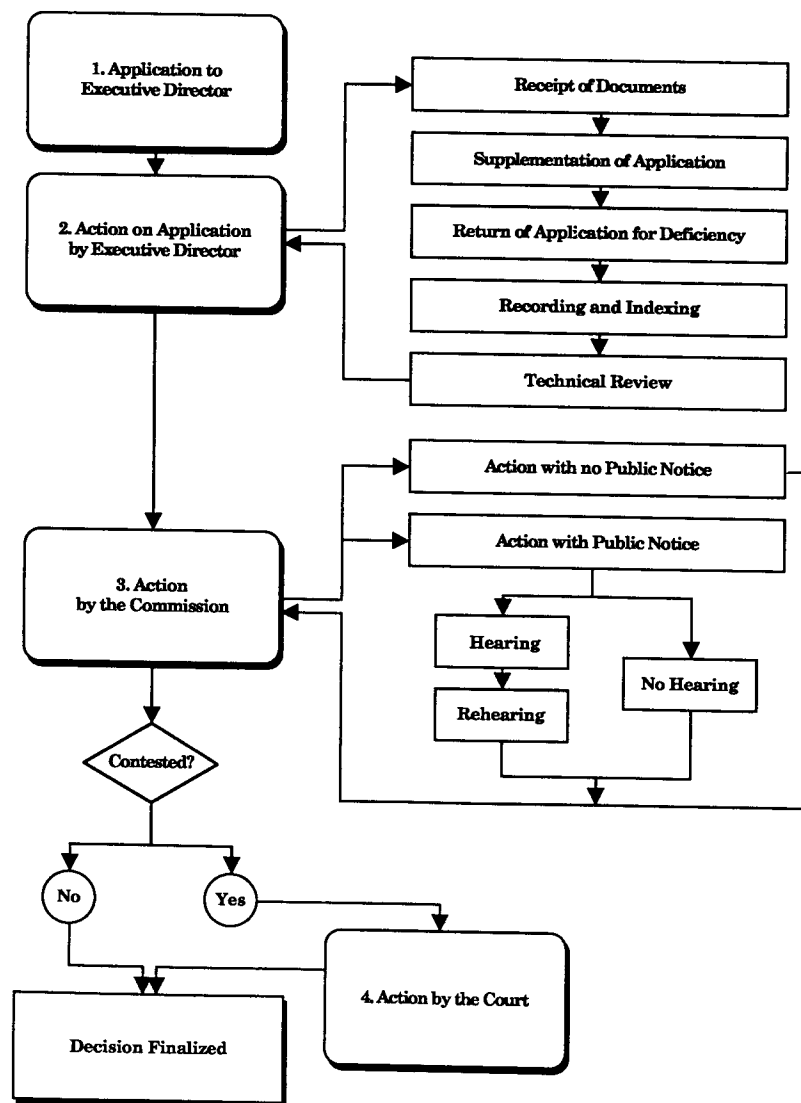 1. Application to
Executive Director
Receipt of Documents
Supplementation of Application
2. Action on Application
by Executive Director
Return of Application for Deficiency
Recording and Indexing
Technical Review
Action with no Public Notice
Action with Public Notice
3. Action
by the Commission
Hearing
No Hearing
Rehearing
Contested?
No
Yes
4. Action by the Court
Decision Finalized